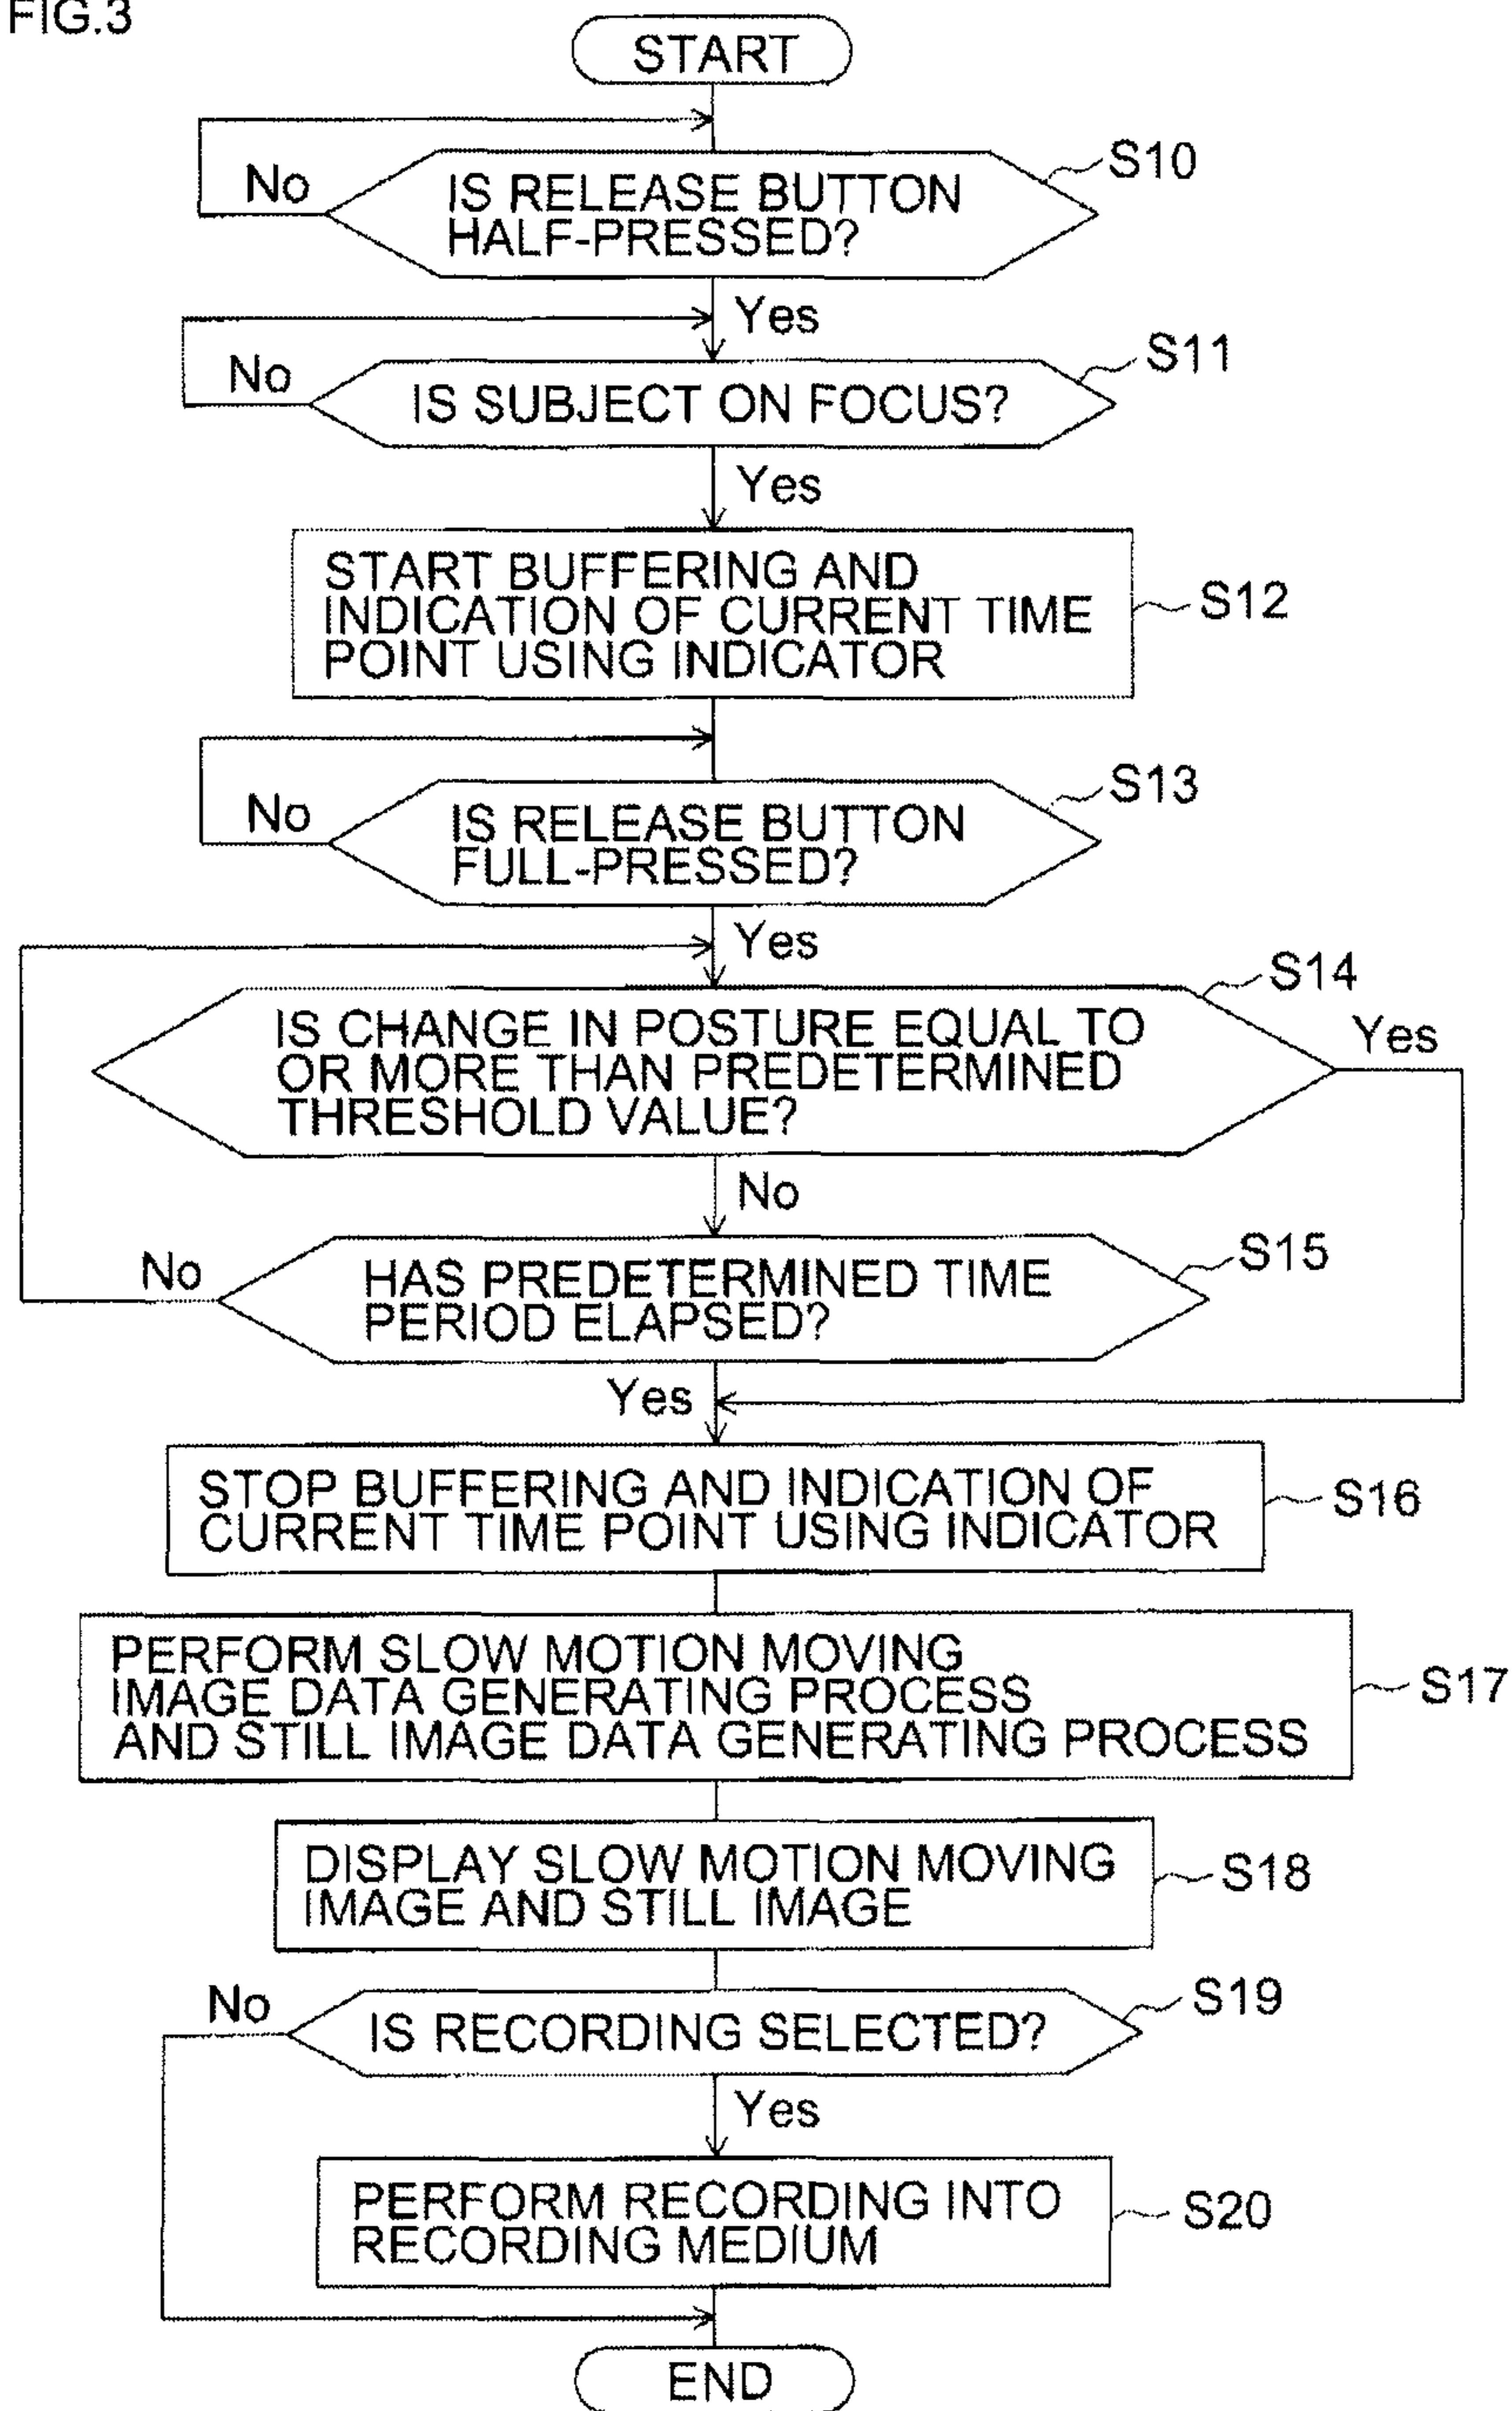 FIG.3
START
No
IS RELEASE BUTTON
HALF-PRESSED?
S10
Yes
No
IS SUBJECT ON FOCUS?
S11
Yes
START BUFFERING AND
INDICATION OF CURRENT TIME
POINT USING INDICATOR
S12
No
IS RELEASE BUTTON
FULL-PRESSED?
S13
Yes
S14
IS CHANGE IN POSTURE EQUAL TO
OR MORE THAN PREDETERMINED
THRESHOLD VALUE?
Yes
No
No
HAS PREDETERMINED TIME
PERIOD ELAPSED?
S15
Yes
STOP BUFFERING AND INDICATION OF
CURRENT TIME POINT USING INDICATOR
S16
PERFORM SLOW MOTION MOVING
IMAGE DATA GENERATING PROCESS
AND STILL IMAGE DATA GENERATING PROCESS
S17
DISPLAY SLOW MOTION MOVING
IMAGE AND STILL IMAGE
S18
No
IS RECORDING SELECTED?
S19
Yes
PERFORM RECORDING INTO
RECORDING MEDIUM
S20
END